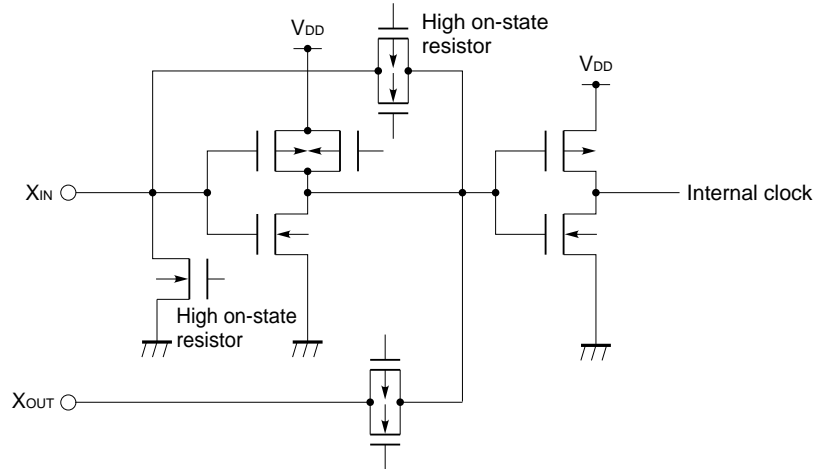 High on-state
resistor
VDD
VDD
XIN
Internal clock
High on-state
resistor
XOUT